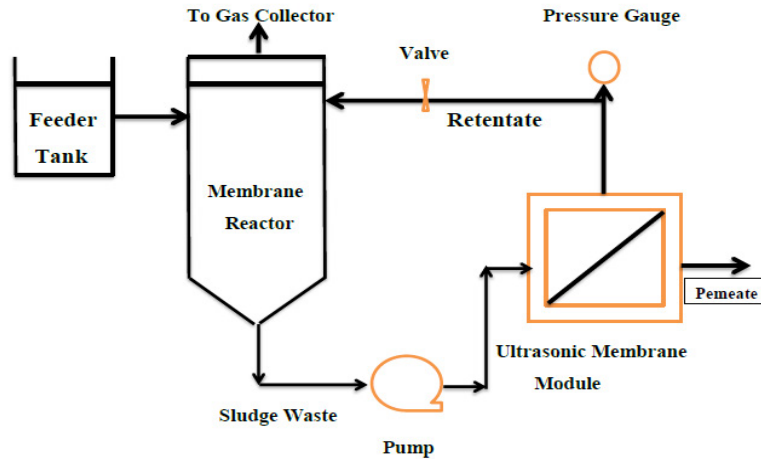 To Gas Collector
Pressure Gauge
Valve
Feeder
Tank
Retentate
Membrane
Reactor
Pemeate
Ultrasonic Membrane
Module
Sludge Waste
Pump